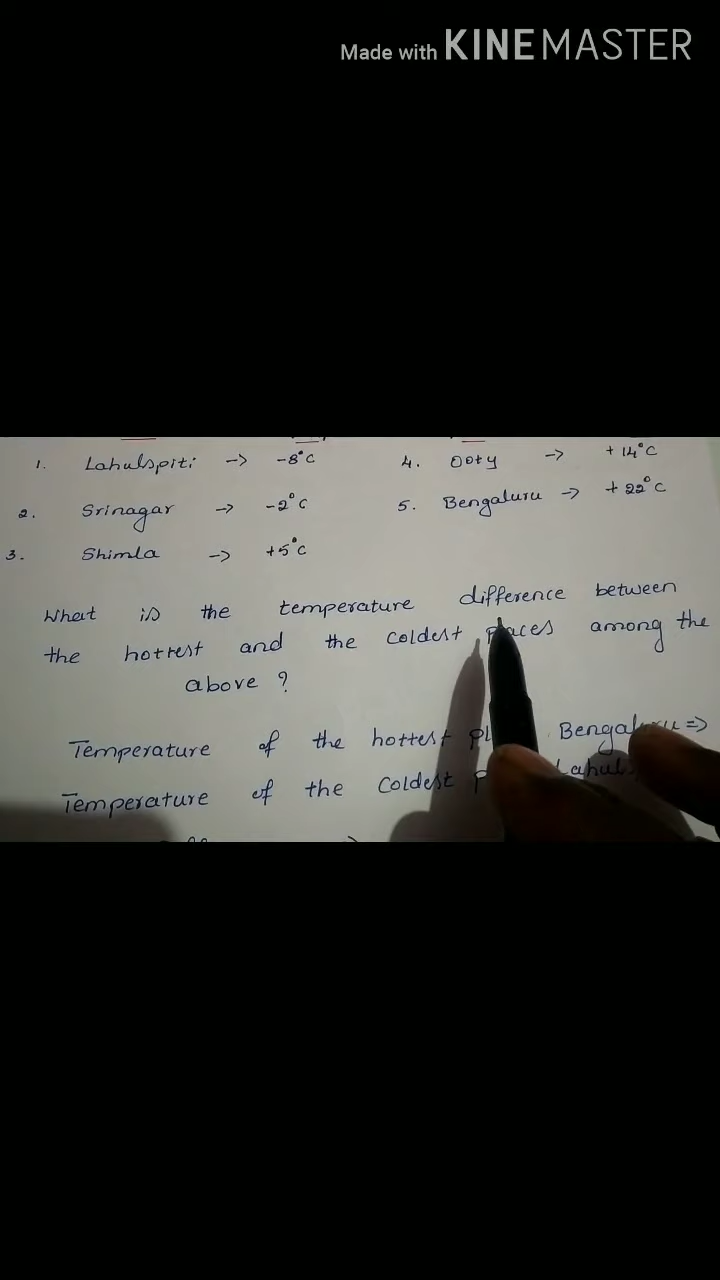 Made with KINEMASTER
1. Lahulspiti -> -8°C
4. Ooty -> +14°C
2. Srinagar -> -2°C
5. Bengaluru -> +22°C
3. Shimla -> +5°C
What is the temperature difference between
the hottest and the coldest places among the
above ?
Temperature of the hottest Bengaluru =>
Temperature of the coldest